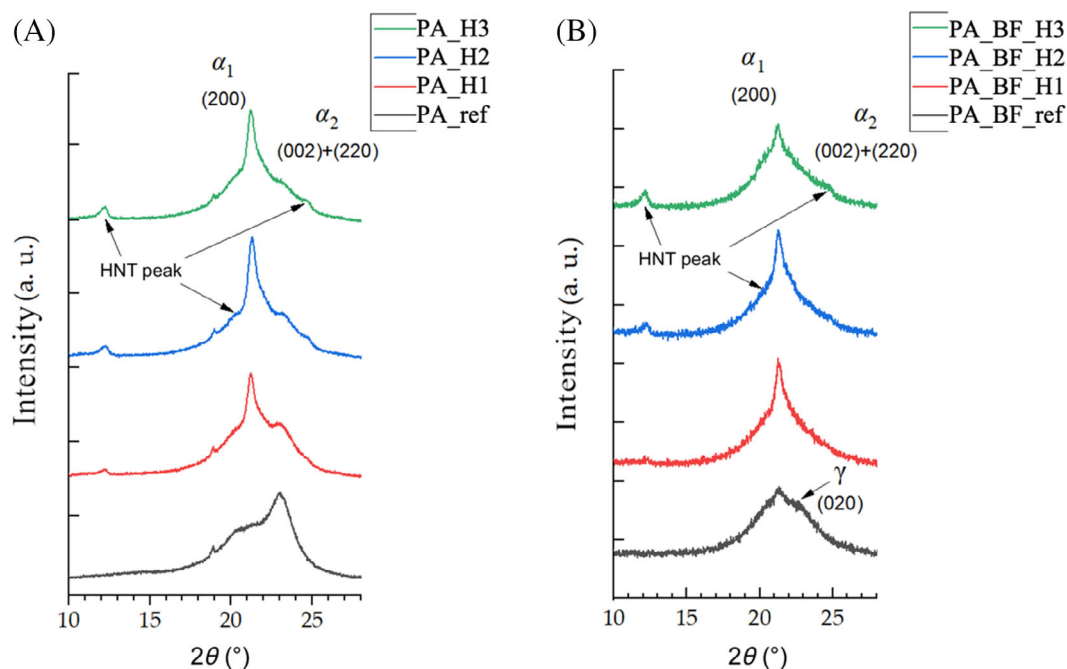 (A)
PA_H3
PA_H2
PA_H1
PA_ref
α1
(200)
α2
(002)+(220)
HNT peak
Intensity (a. u.)
10 15 20 25
2θ (°)
(B)
PA_BF_H3
PA_BF_H2
PA_BF_H1
PA_BF_ref
α1
(200)
α2
(002)+(220)
HNT peak
γ
(020)
Intensity (a. u.)
10 15 20 25
2θ (°)